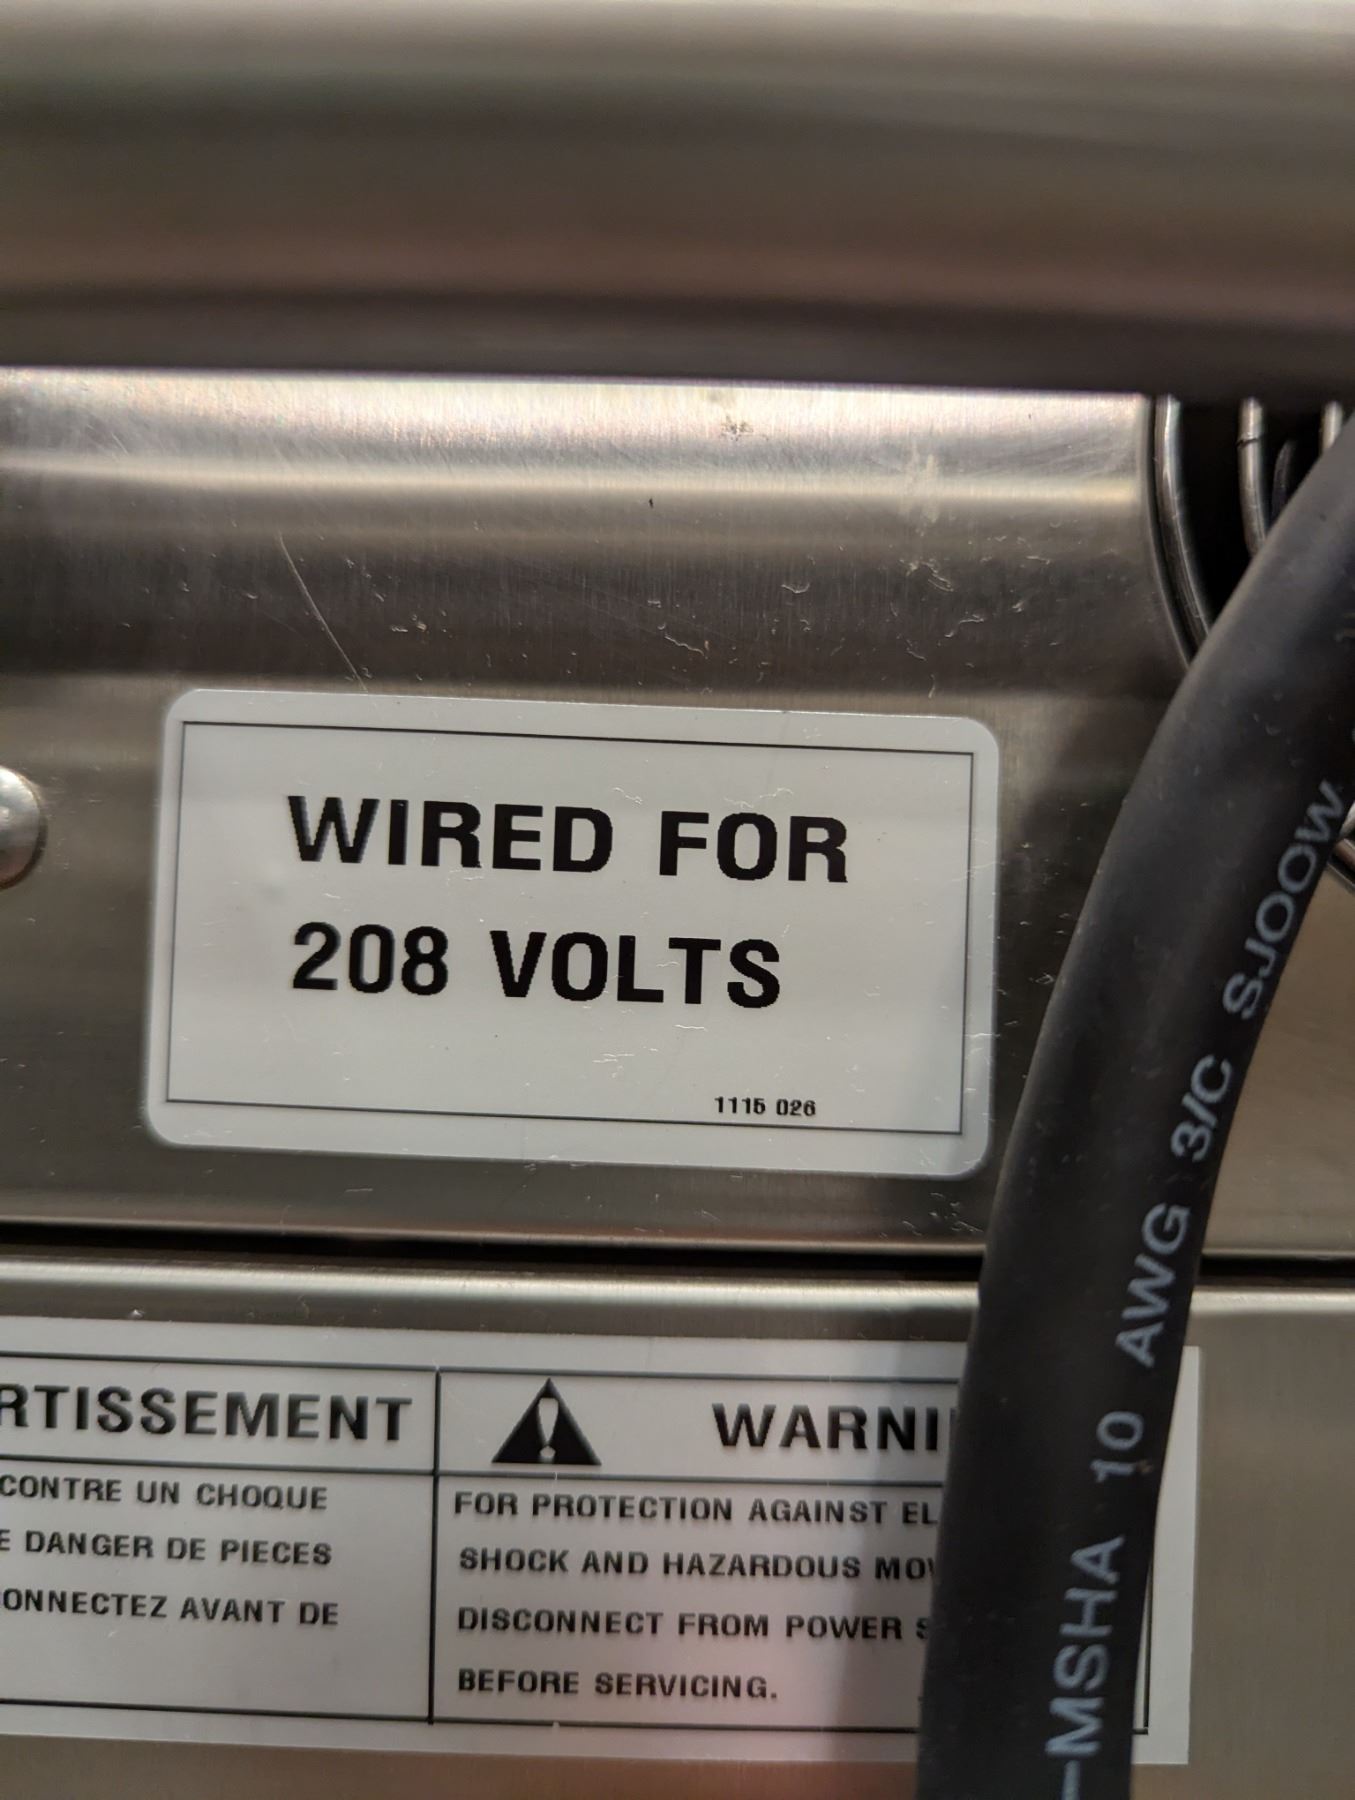 WIRED FOR
208 VOLTS
1115 026
RTISSEMENT
CONTRE UN CHOQUE
E DANGER DE PIECES
ONNECTEZ AVANT DE
WARNI
FOR PROTECTION AGAINST EL
SHOCK AND HAZARDOUS MO
DISCONNECT FROM POWER S
BEFORE SERVICING.
-MSHA 10 AWG 3/C SJOOW